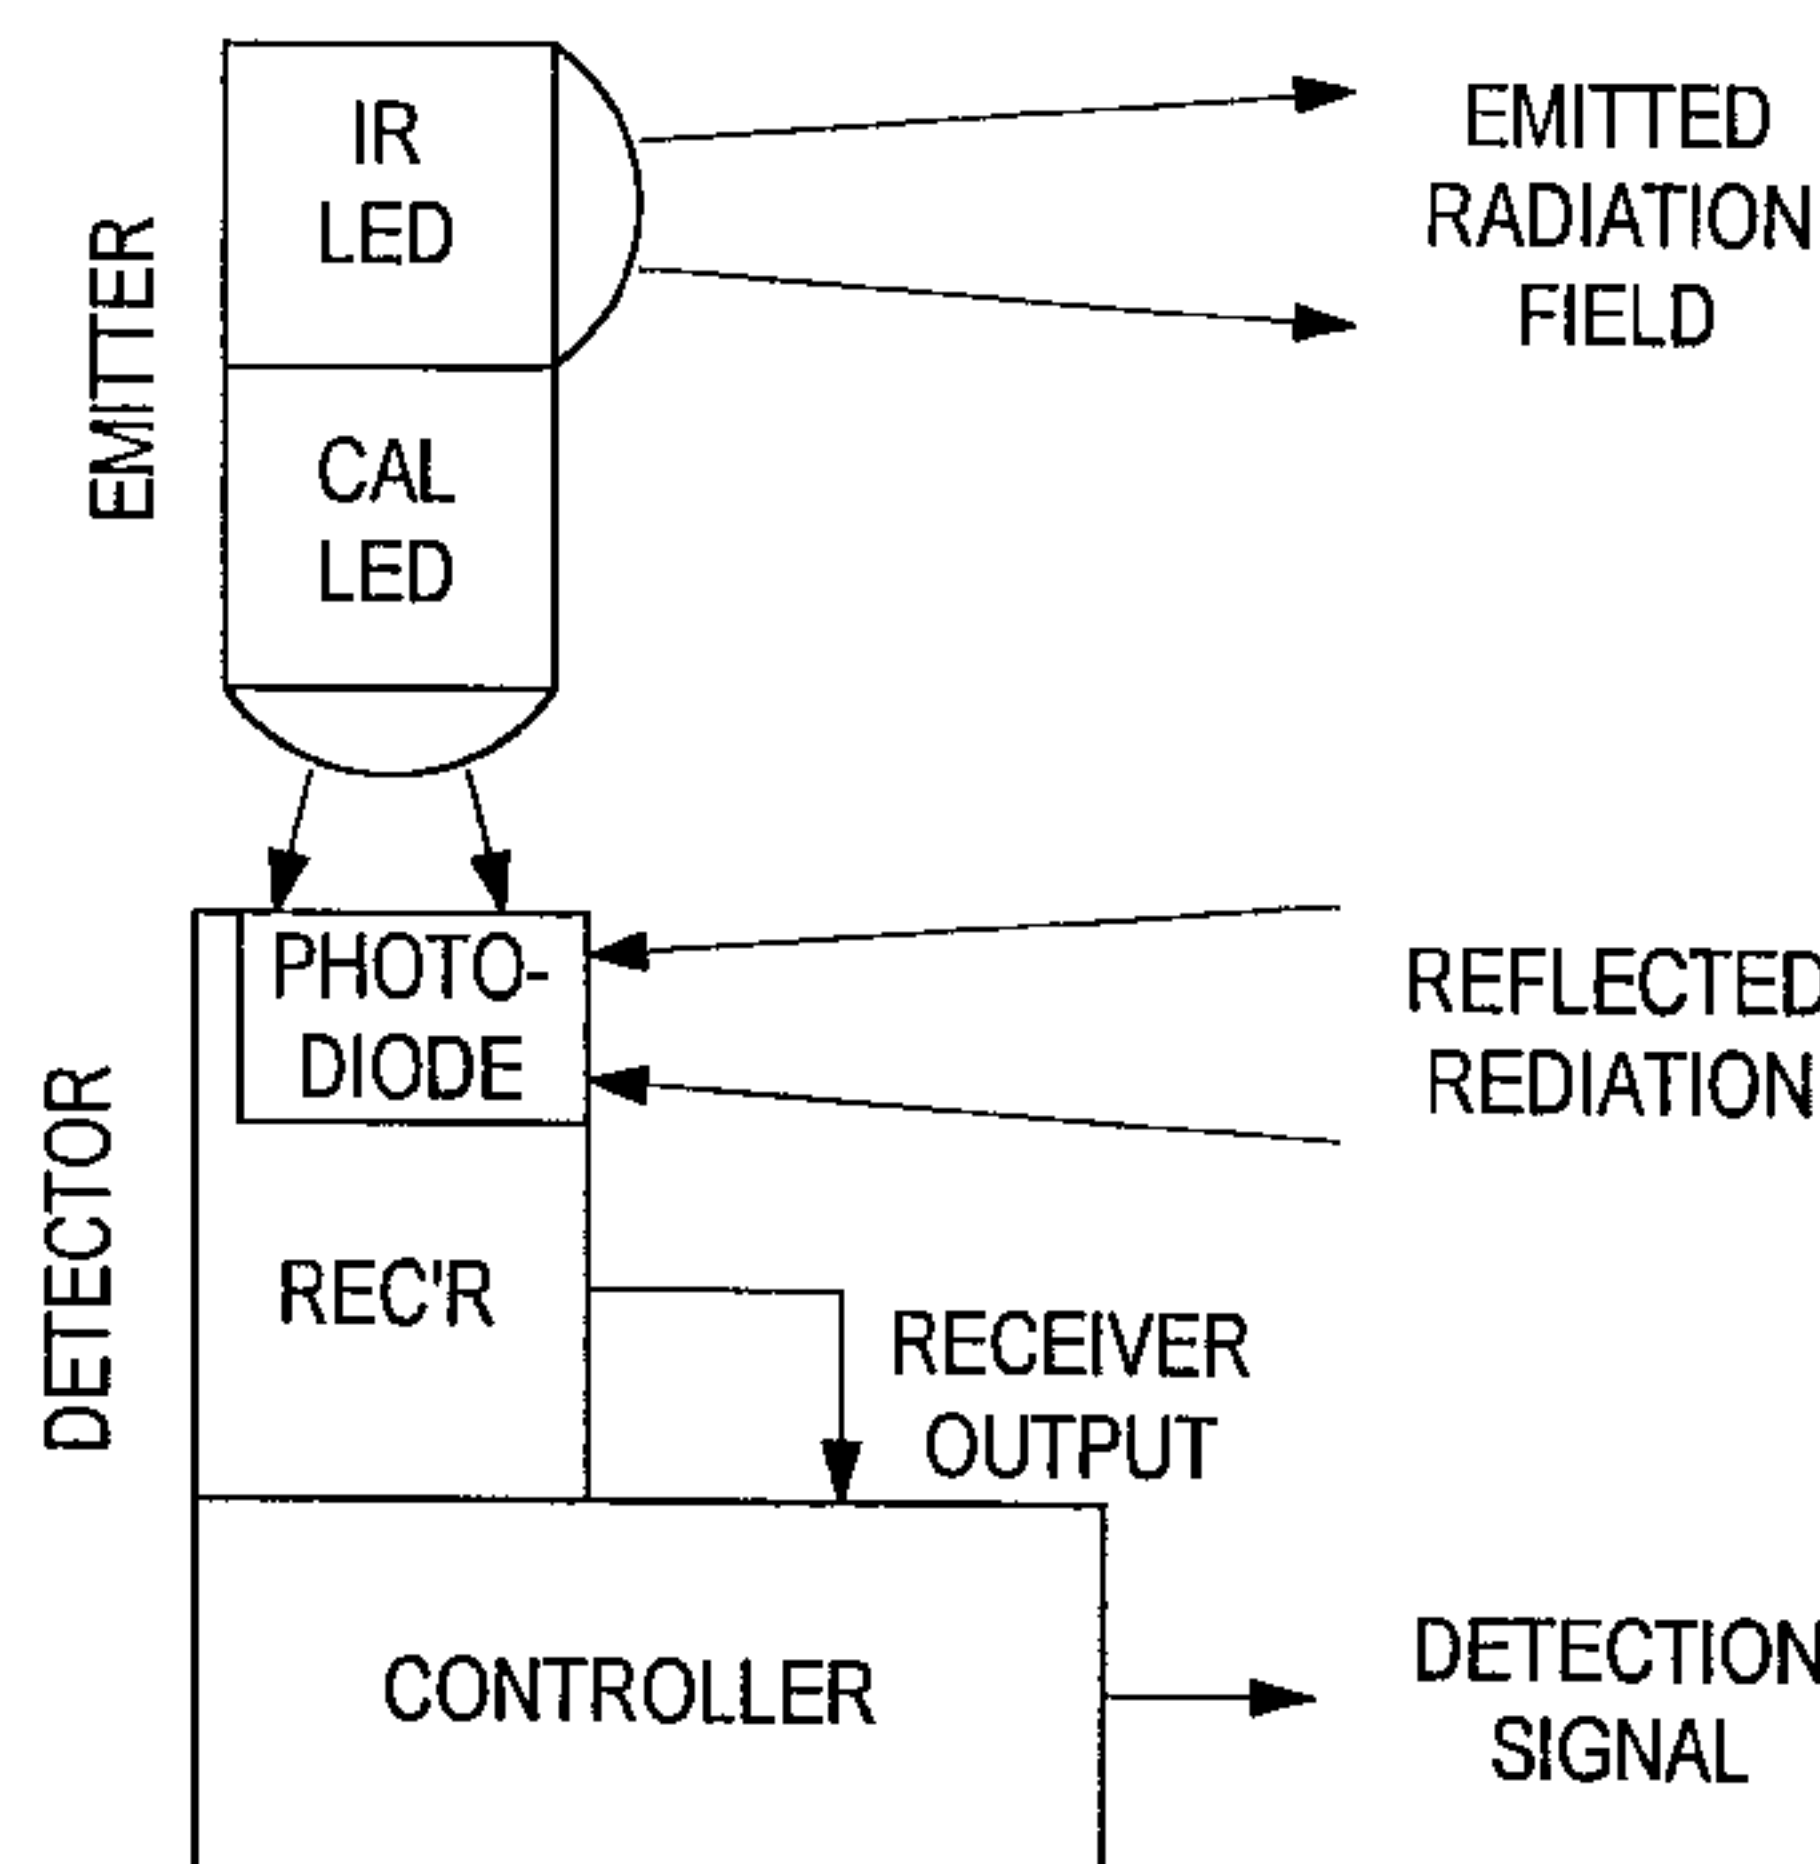 IR
LED
EMITTED
RADIATION
FIELD
EMITTER
CAL
LED
PHOTO-
DIODE
REFLECTED
REDIATION
DETECTOR
REC'R
RECEIVER
OUTPUT
CONTROLLER
DETECTION
SIGNAL